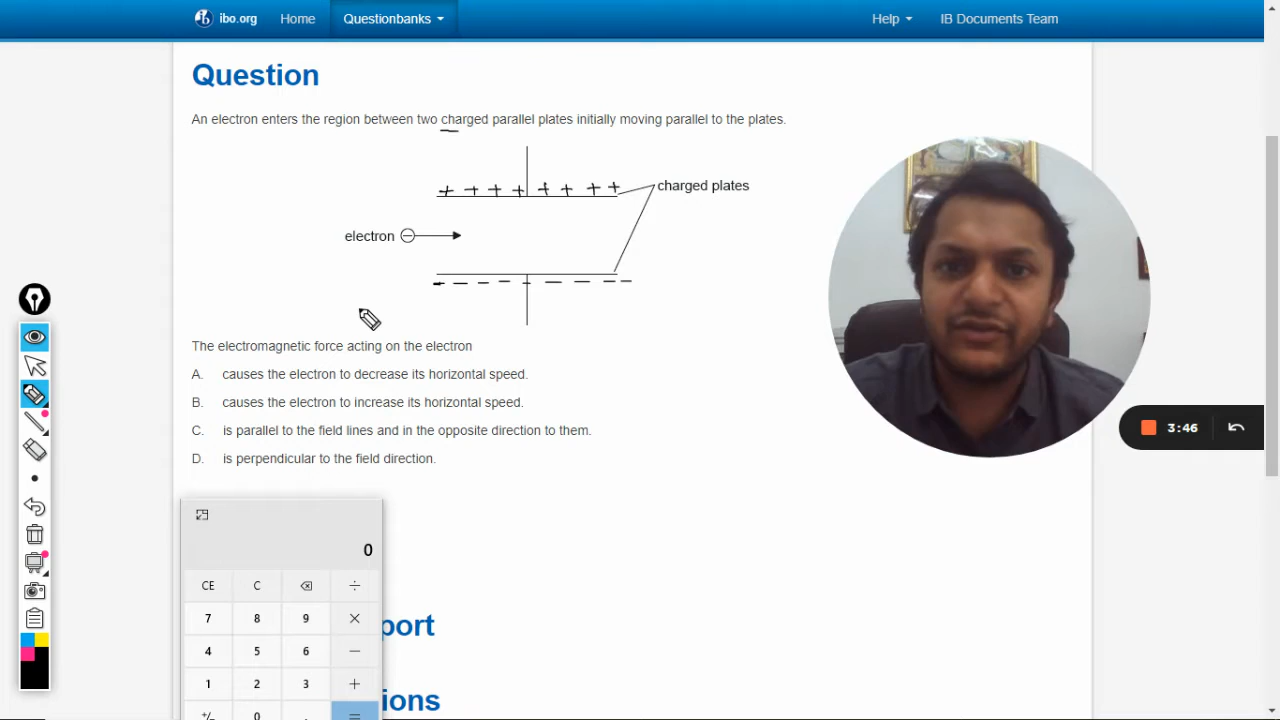 ibo.org Home Questionbanks Help IB Documents Team
Question
An electron enters the region between two charged parallel plates initially moving parallel to the plates.
+ + + + + + + +
charged plates
electron
The electromagnetic force acting on the electron
A. causes the electron to decrease its horizontal speed.
B. causes the electron to increase its horizontal speed.
C. is parallel to the field lines and in the opposite direction to them.
D. is perpendicular to the field direction.
3:46
0
CE C ÷
7 8 9 ×
4 5 6 −
1 2 3 +
+/ 0 . =
port
ions